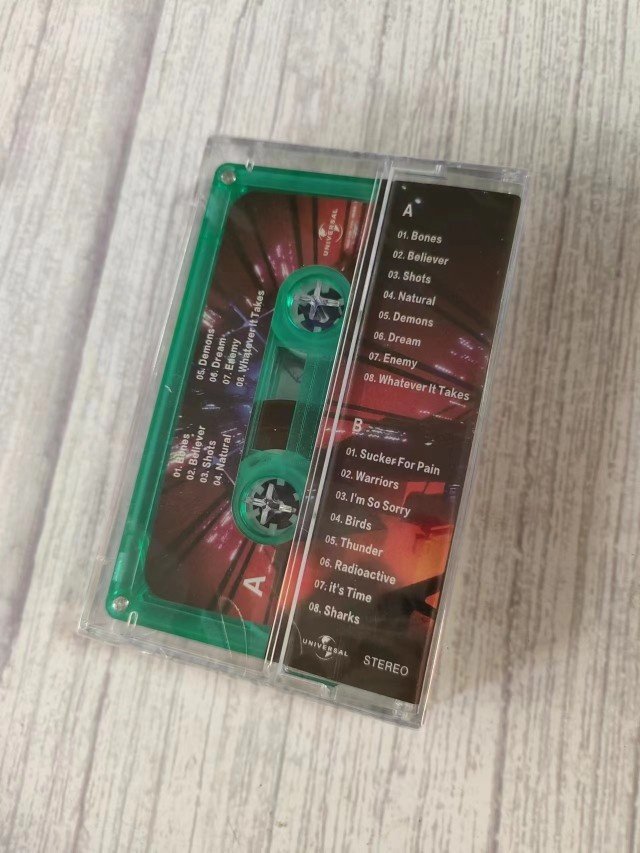 UNIVERSAL
05. Demons
06. Dream
07. Enemy
08. Whatever It Takes
01. Bones
02. Believer
03. Shots
04. Natural
A
A
01. Bones
02. Believer
03. Shots
04. Natural
05. Demons
06. Dream
07. Enemy
08. Whatever It Takes
B
01. Sucker For Pain
02. Warriors
03. I'm So Sorry
04. Birds
05. Thunder
06. Radioactive
07. it's Time
08. Sharks
UNIVERSAL
STEREO